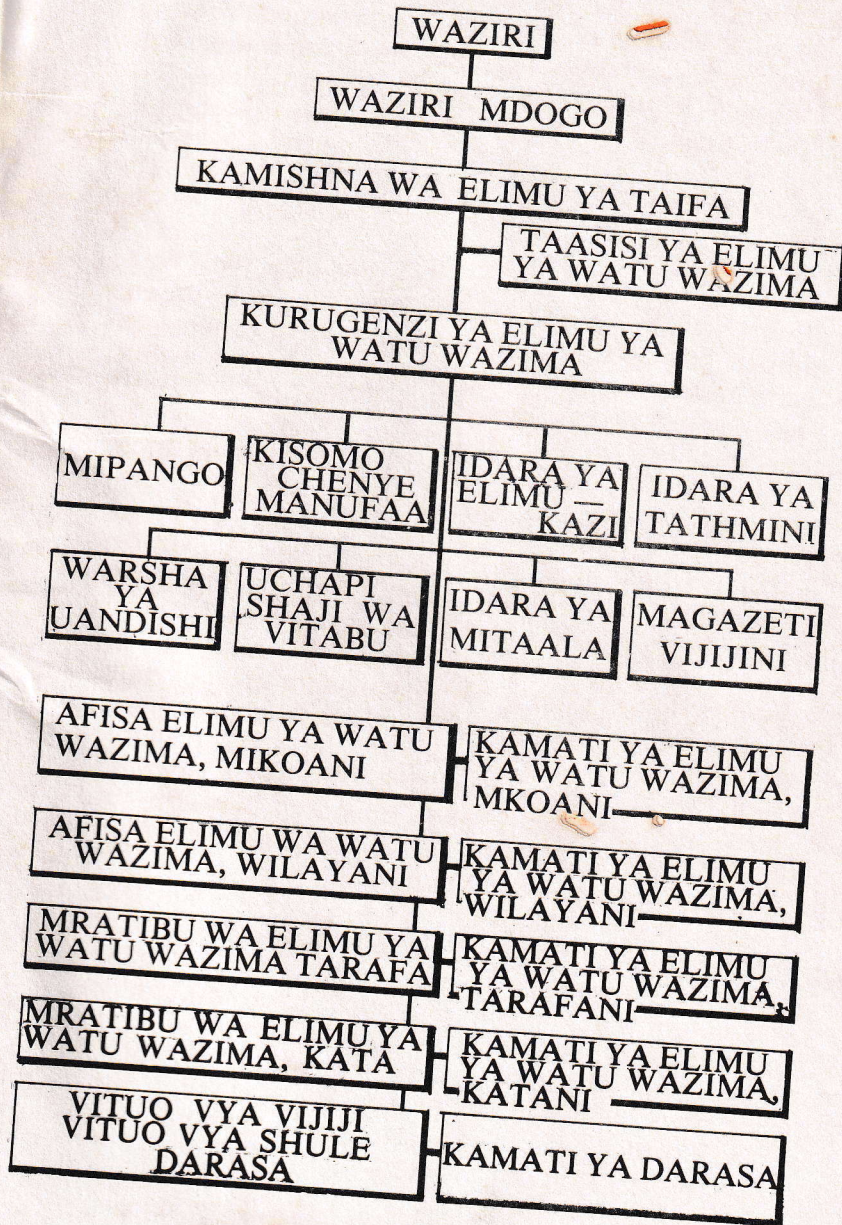 WAZIRI
WAZIRI MDOGO
KAMISHNA WA ELIMU YA TAIFA
TAASISI YA ELIMU
YA WATU WAZIMA
KURUGENZI YA ELIMU YA
WATU WAZIMA
MIPANGO
KISOMO
CHENYE
MANUFAA
IDARA YA
ELIMU —
KAZI
IDARA YA
TATHMINI
WARSHA
YA
UANDISHI
UCHAPI
SHAJI WA
VITABU
IDARA YA
MITAALA
MAGAZETI
VIJIJINI
AFISA ELIMU YA WATU
WAZIMA, MIKOANI
KAMATI YA ELIMU
YA WATU WAZIMA,
MKOANI
AFISA ELIMU WA WATU
WAZIMA, WILAYANI
KAMATI YA ELIMU
YA WATU WAZIMA,
WILAYANI
MRATIBU WA ELIMU YA
WATU WAZIMA TARAFA
KAMATI YA ELIMU
YA WATU WAZIMA,
TARAFANI
MRATIBU WA ELIMU YA
WATU WAZIMA, KATA
KAMATI YA ELIMU
YA WATU WAZIMA,
KATANI
VITUO VYA VIJIJI
VITUO VYA SHULE
DARASA
KAMATI YA DARASA